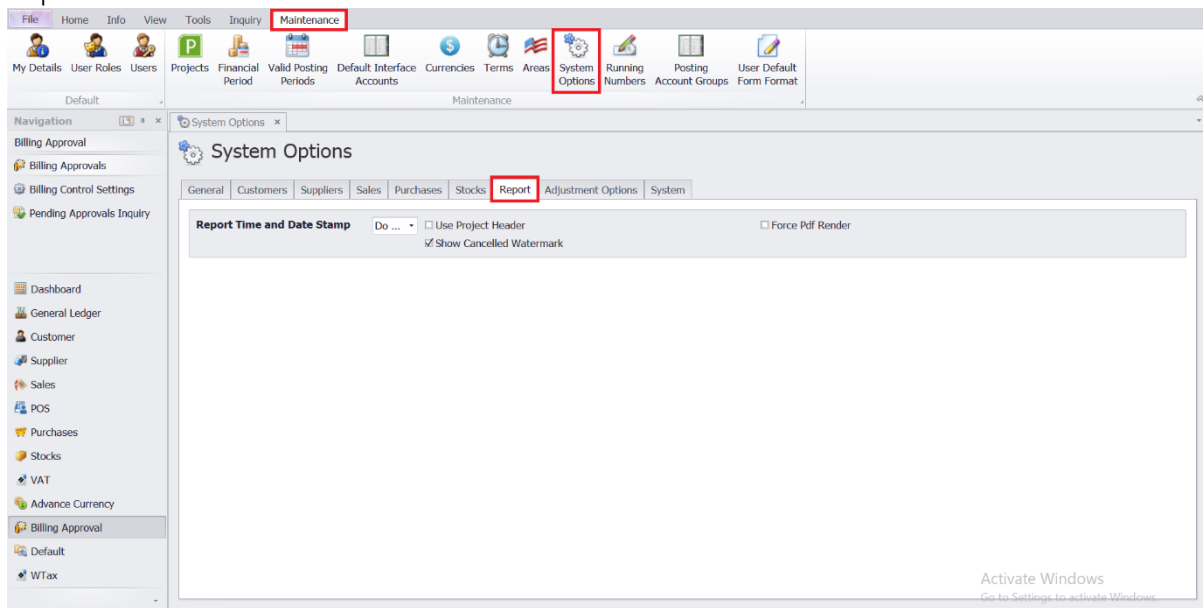 File Home Info View Tools Inquiry Maintenance
My Details User Roles Users Projects Financial Period Valid Posting Periods Default Interface Accounts Currencies Terms Areas System Options Running Numbers Posting Account Groups User Default Form Format
Default Maintenance
Navigation
System Options ×
Billing Approval
Billing Approvals
Billing Control Settings
Pending Approvals Inquiry
System Options
General Customers Suppliers Sales Purchases Stocks Report Adjustment Options System
Report Time and Date Stamp Do ... Use Project Header Force Pdf Render
Show Cancelled Watermark
Dashboard
General Ledger
Customer
Supplier
Sales
POS
Purchases
Stocks
VAT
Advance Currency
Billing Approval
Default
WTax
Activate Windows
Go to Settings to activate Windows.